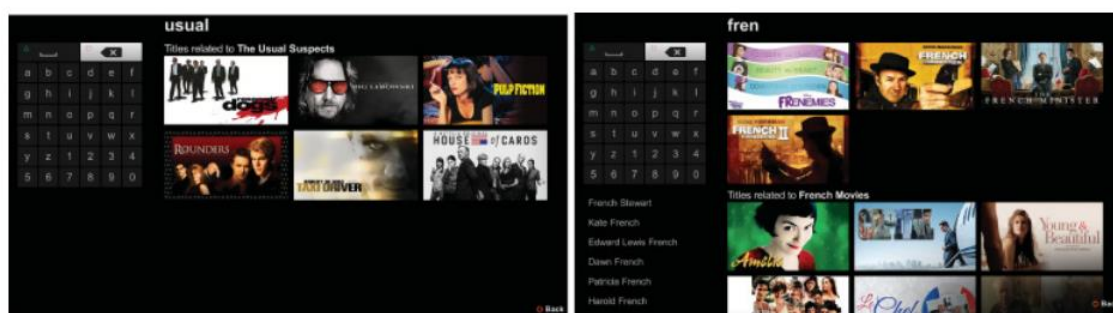 usual
Titles related to The Usual Suspects
a b c d e f
g h i j k l
m n o p q r
s t u v w x
y z 1 2 3 4
5 6 7 8 9 0
dogs
PULP FICTION
ROUNDERS
TAXI DRIVER
HOUSE of CARDS
Back
fren
a b c d e f
g h i j k l
m n o p q r
s t u v w x
y z 1 2 3 4
5 6 7 8 9 0
French Stewart
Kate French
Edward Lewis French
Dawn French
Patricia French
Harold French
FRENEMIES
FRENCH
FRENCH MINISTER
FRENCH II
Titles related to French Movies
Amélie
Young &
Beautiful
Le Chef
Back